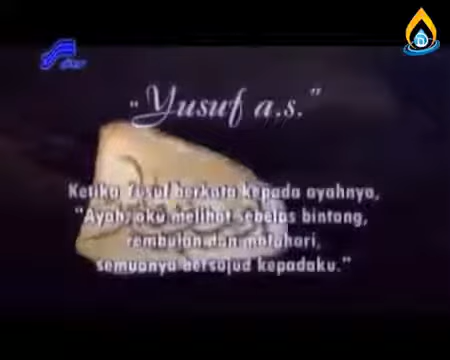 "Yusuf a.s."
Ketika Yusuf berkata kepada ayahnya,
"Ayah, aku melihat sebelas bintang,
rembulan dan matahari,
semuanya bersujud kepadaku."